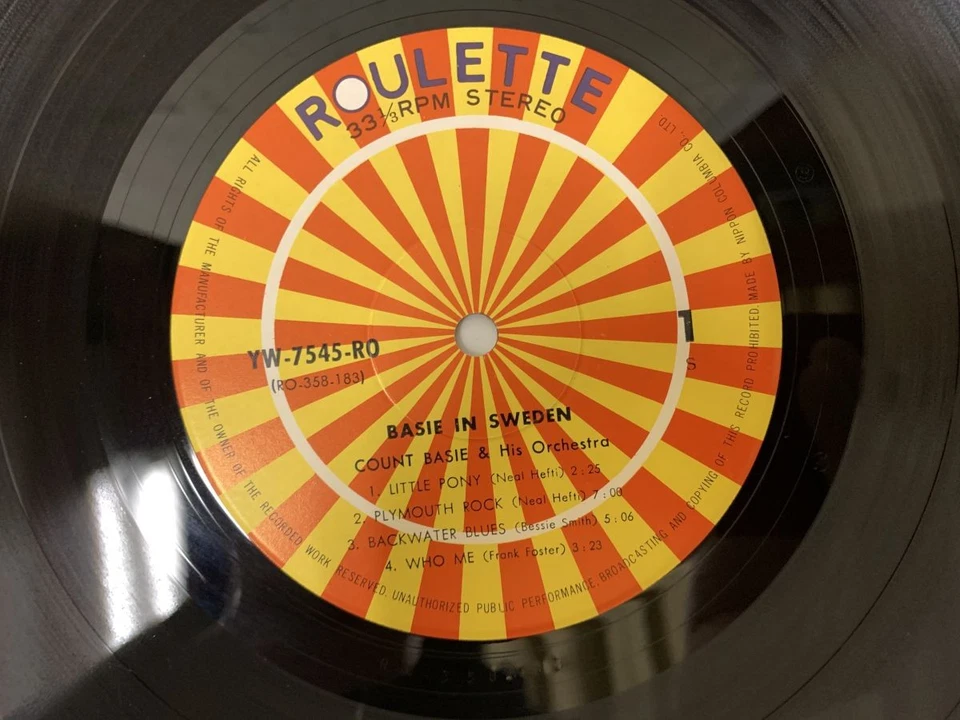 ROULETTE
33⅓RPM STEREO
1
S
YW-7545-RO
(RO-358-183)
BASIE IN SWEDEN
COUNT BASIE & His Orchestra
1. LITTLE PONY (Neal Hefti) 2:25
2. PLYMOUTH ROCK (Neal Hefti) 7:00
3. BACKWATER BLUES (Bessie Smith) 5:06
4. WHO ME (Frank Foster) 3:23
ALL RIGHTS OF THE MANUFACTURER AND OF THE OWNER OF THE RECORDED WORK RESERVED. UNAUTHORIZED PUBLIC PERFORMANCE, BROADCASTING AND COPYING OF THIS RECORD PROHIBITED. MADE BY NIPPON COLUMBIA CO., LTD.